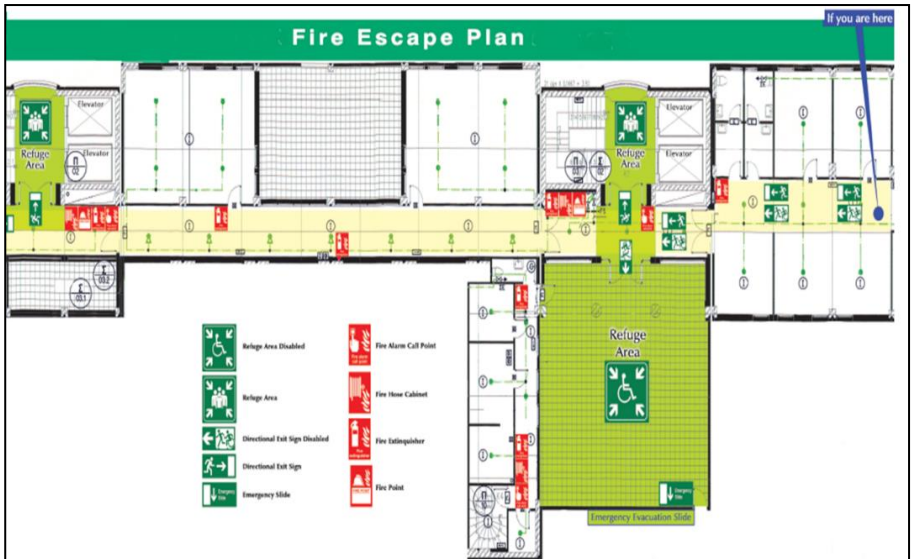 If you are here
Fire Escape Plan
Elevator
Elevator
Refuge
Area
Elevator
Elevator
Refuge
Area
Refuge
Area
Refuge Area Disabled
Refuge Area
Directional Exit Sign Disabled
Directional Exit Sign
Emergency Slide
Fire Alarm Call Point
Fire Hose Cabinet
Fire Extinguisher
Fire Point
Emergency Evacuation Slide